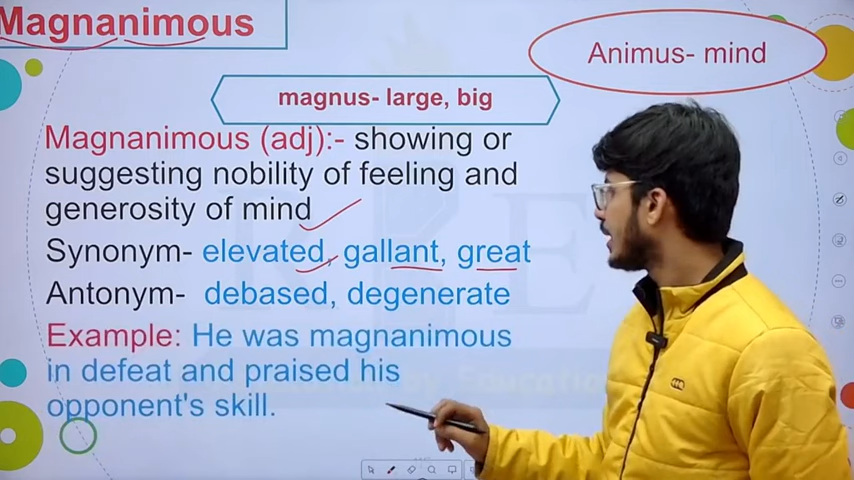 Magnanimous
Animus- mind
magnus- large, big
Magnanimous (adj):- showing or
suggesting nobility of feeling and
generosity of mind
Synonym- elevated, gallant, great
Antonym- debased, degenerate
Example: He was magnanimous
in defeat and praised his
opponent's skill.